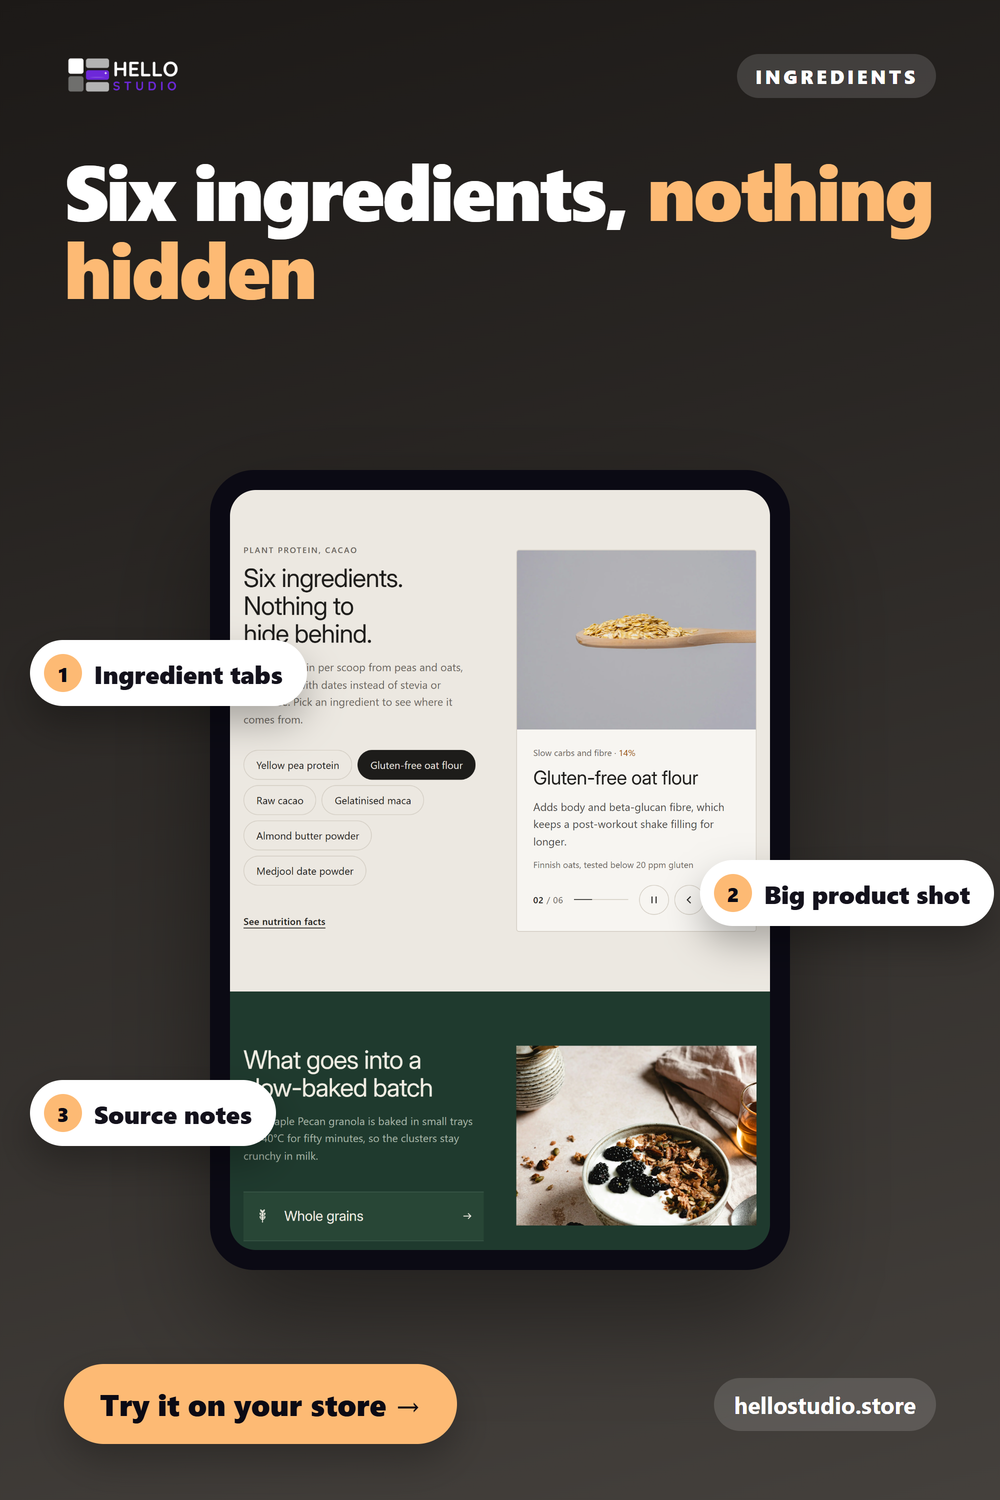 HELLO
STUDIO
INGREDIENTS
Six ingredients, nothing
hidden
PLANT PROTEIN, CACAO
Six ingredients.
Nothing to
hide behind.
1 Ingredient tabs
per scoop from peas and oats,
with dates instead of stevia or
Pick an ingredient to see where it
comes from.
Yellow pea protein Gluten-free oat flour
Raw cacao Gelatinised maca
Almond butter powder
Medjool date powder
See nutrition facts
Slow carbs and fibre · 14%
Gluten-free oat flour
Adds body and beta-glucan fibre, which
keeps a post-workout shake filling for
longer.
Finnish oats, tested below 20 ppm gluten
02 / 06
2 Big product shot
What goes into a
slow-baked batch
3 Source notes
Maple Pecan granola is baked in small trays
for fifty minutes, so the clusters stay
crunchy in milk.
Whole grains →
Try it on your store →
hellostudio.store